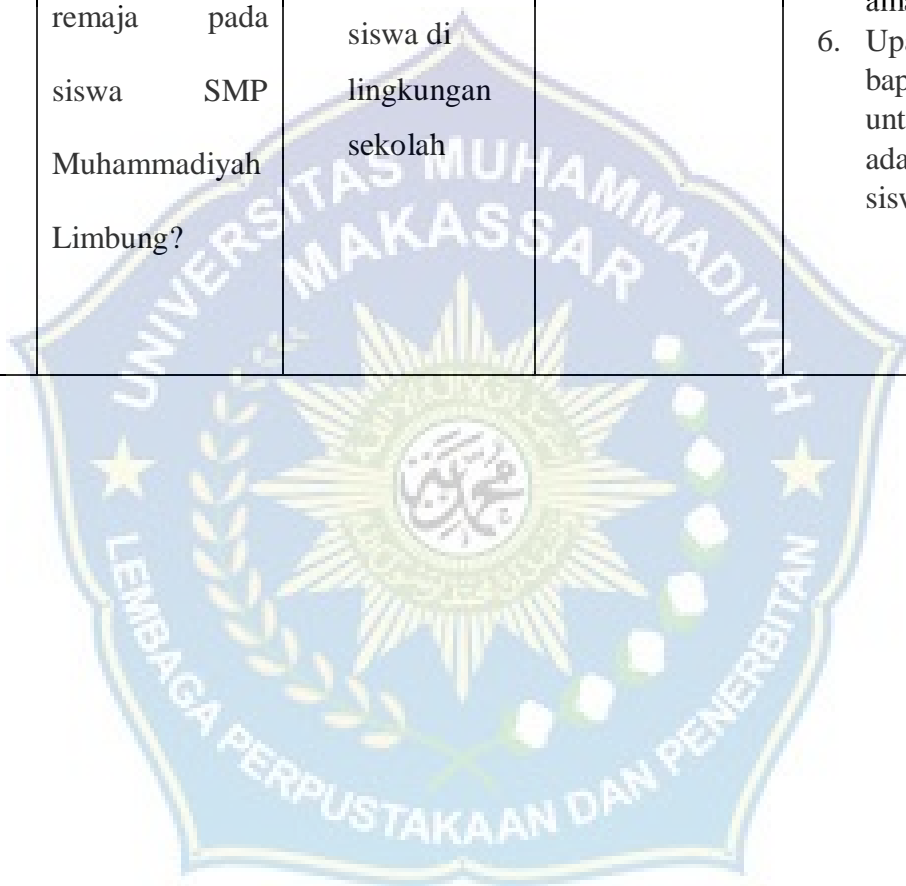 remaja pada
siswa SMP
Muhammadiyah
Limbung?
siswa di
lingkungan
sekolah
6.
UNIVERSITAS MUHAMMADIYAH
MAKASSAR
LEMBAGA PERPUSTAKAAN DAN PENERBITAN